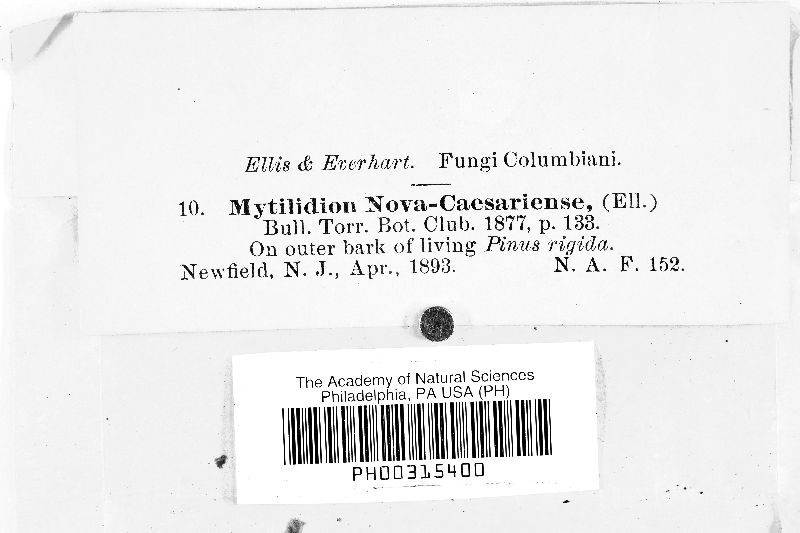 Ellis & Everhart. Fungi Columbiani.
10. Mytilidion Nova-Caesariense, (Ell.)
Bull. Torr. Bot. Club. 1877, p. 133.
On outer bark of living Pinus rigida.
Newfield, N. J., Apr., 1893. N. A. F. 152.
The Academy of Natural Sciences
Philadelphia, PA USA (PH)
PH00315400